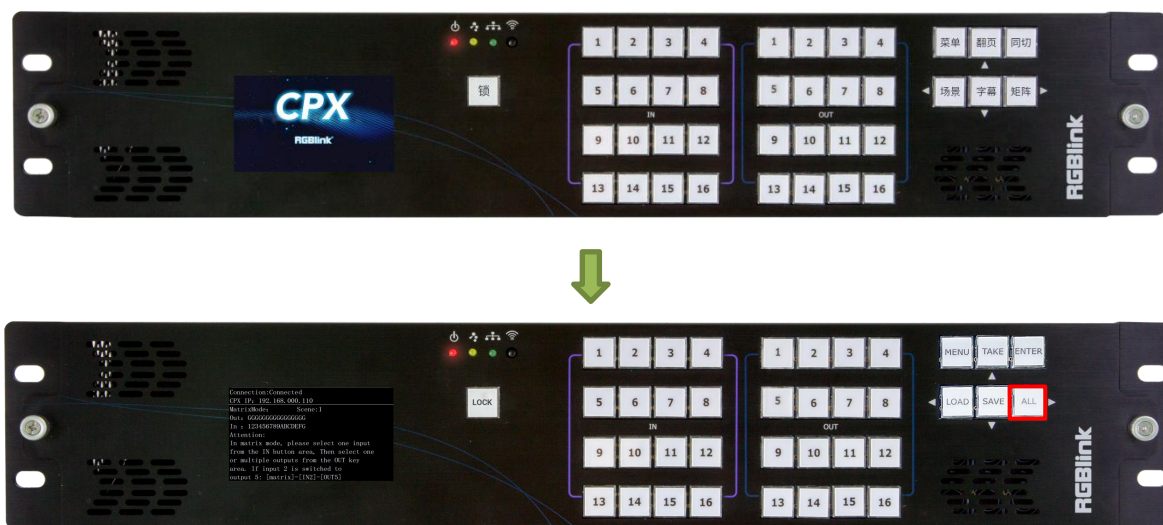 CPX
RGBlink
锁
1 2 3 4
5 6 7 8
IN
9 10 11 12
13 14 15 16
1 2 3 4
5 6 7 8
OUT
9 10 11 12
13 14 15 16
菜单 翻页 同切
场景 字幕 矩阵
RGBlink
Connection:Connected
CPX IP: 192.168.000.110
MatrixMode: Scene:1
Out: GGGGGGGGGGGGGGGG
In : 123456789ABCDEFG
Attention:
In matrix mode, please select one input
from the IN button area. Then select one
or multiple outputs from the OUT key
area. If input 2 is switched to
output 5: [matrix]-[IN2]-[OUT5]
LOCK
1 2 3 4
5 6 7 8
IN
9 10 11 12
13 14 15 16
1 2 3 4
5 6 7 8
OUT
9 10 11 12
13 14 15 16
MENU TAKE ENTER
LOAD SAVE ALL
RGBlink